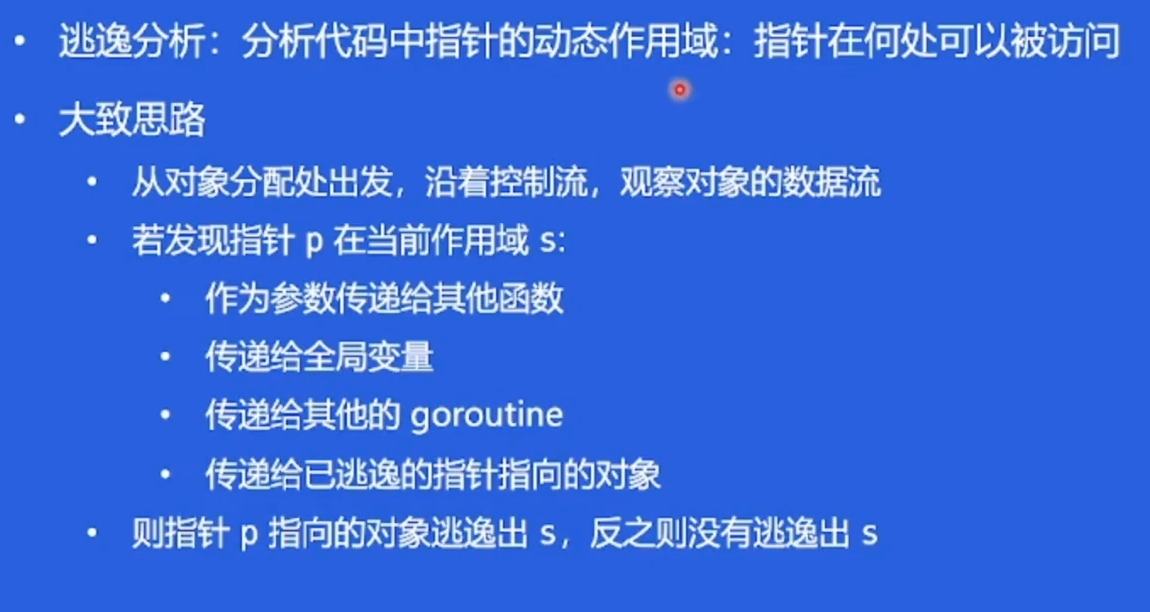 • 逃逸分析：分析代码中指针的动态作用域：指针在何处可以被访问
• 大致思路
• 从对象分配处出发，沿着控制流，观察对象的数据流
• 若发现指针 p 在当前作用域 s:
• 作为参数传递给其他函数
• 传递给全局变量
• 传递给其他的 goroutine
• 传递给已逃逸的指针指向的对象
• 则指针 p 指向的对象逃逸出 s，反之则没有逃逸出 s